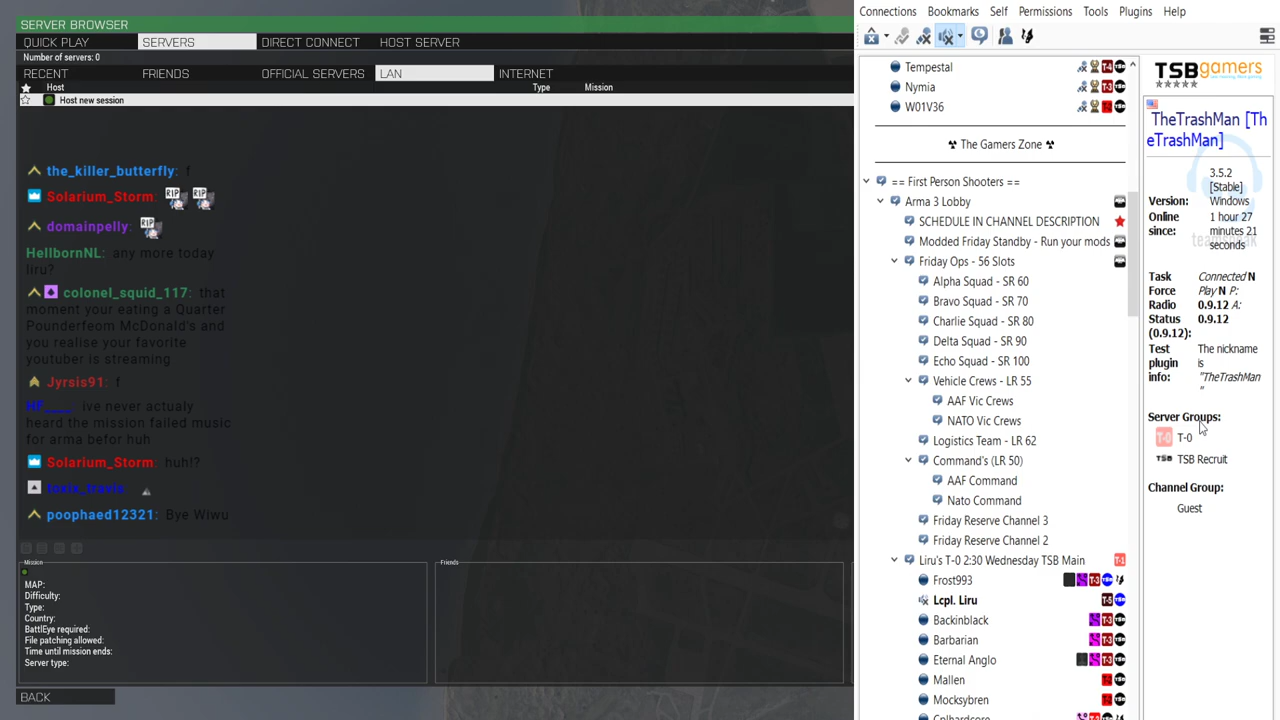 SERVER BROWSER
QUICK PLAY
SERVERS
DIRECT CONNECT
HOST SERVER
Number of servers: 0
RECENT
FRIENDS
OFFICIAL SERVERS
LAN
INTERNET
Host
Type
Mission
Host new session
the_killer_butterfly: f
Solarium_Storm:
domainpelly:
HellbornNL: any more today
liru?
colonel_squid_117: that
moment your eating a Quarter
Pounderfeom McDonald's and
you realise your favorite
youtuber is streaming
Jyrsis91: f
HF____ ive never actualy
heard the mission failed music
for arma befor huh
Solarium_Storm: huh!?
toxix_travis:
poophaed12321: Bye Wiwu
Mission
MAP:
Difficulty:
Type:
Country:
BattlEye required:
File patching allowed:
Time until mission ends:
Server type:
Friends
BACK
Connections Bookmarks Self Permissions Tools Plugins Help
Tempestal
Nymia
W01V36
The Gamers Zone
== First Person Shooters ==
Arma 3 Lobby
SCHEDULE IN CHANNEL DESCRIPTION
Modded Friday Standby - Run your mods
Friday Ops - 56 Slots
Alpha Squad - SR 60
Bravo Squad - SR 70
Charlie Squad - SR 80
Delta Squad - SR 90
Echo Squad - SR 100
Vehicle Crews - LR 55
AAF Vic Crews
NATO Vic Crews
Logistics Team - LR 62
Command's (LR 50)
AAF Command
Nato Command
Friday Reserve Channel 3
Friday Reserve Channel 2
Liru's T-0 2:30 Wednesday TSB Main
Frost993
Lcpl. Liru
Backinblack
Barbarian
Eternal Anglo
Mallen
Mocksybren
Cplhardcore
TSBgamers
TheTrashMan [Th
eTrashMan]
3.5.2
[Stable]
Version: Windows
Online 1 hour 27
since: minutes 21
seconds
Task Connected N
Force Play N P:
Radio 0.9.12 A:
Status 0.9.12
(0.9.12):
Test The nickname
plugin is
info: "TheTrashMan
"
Server Groups:
T-0 T-0
TSB TSB Recruit
Channel Group:
Guest